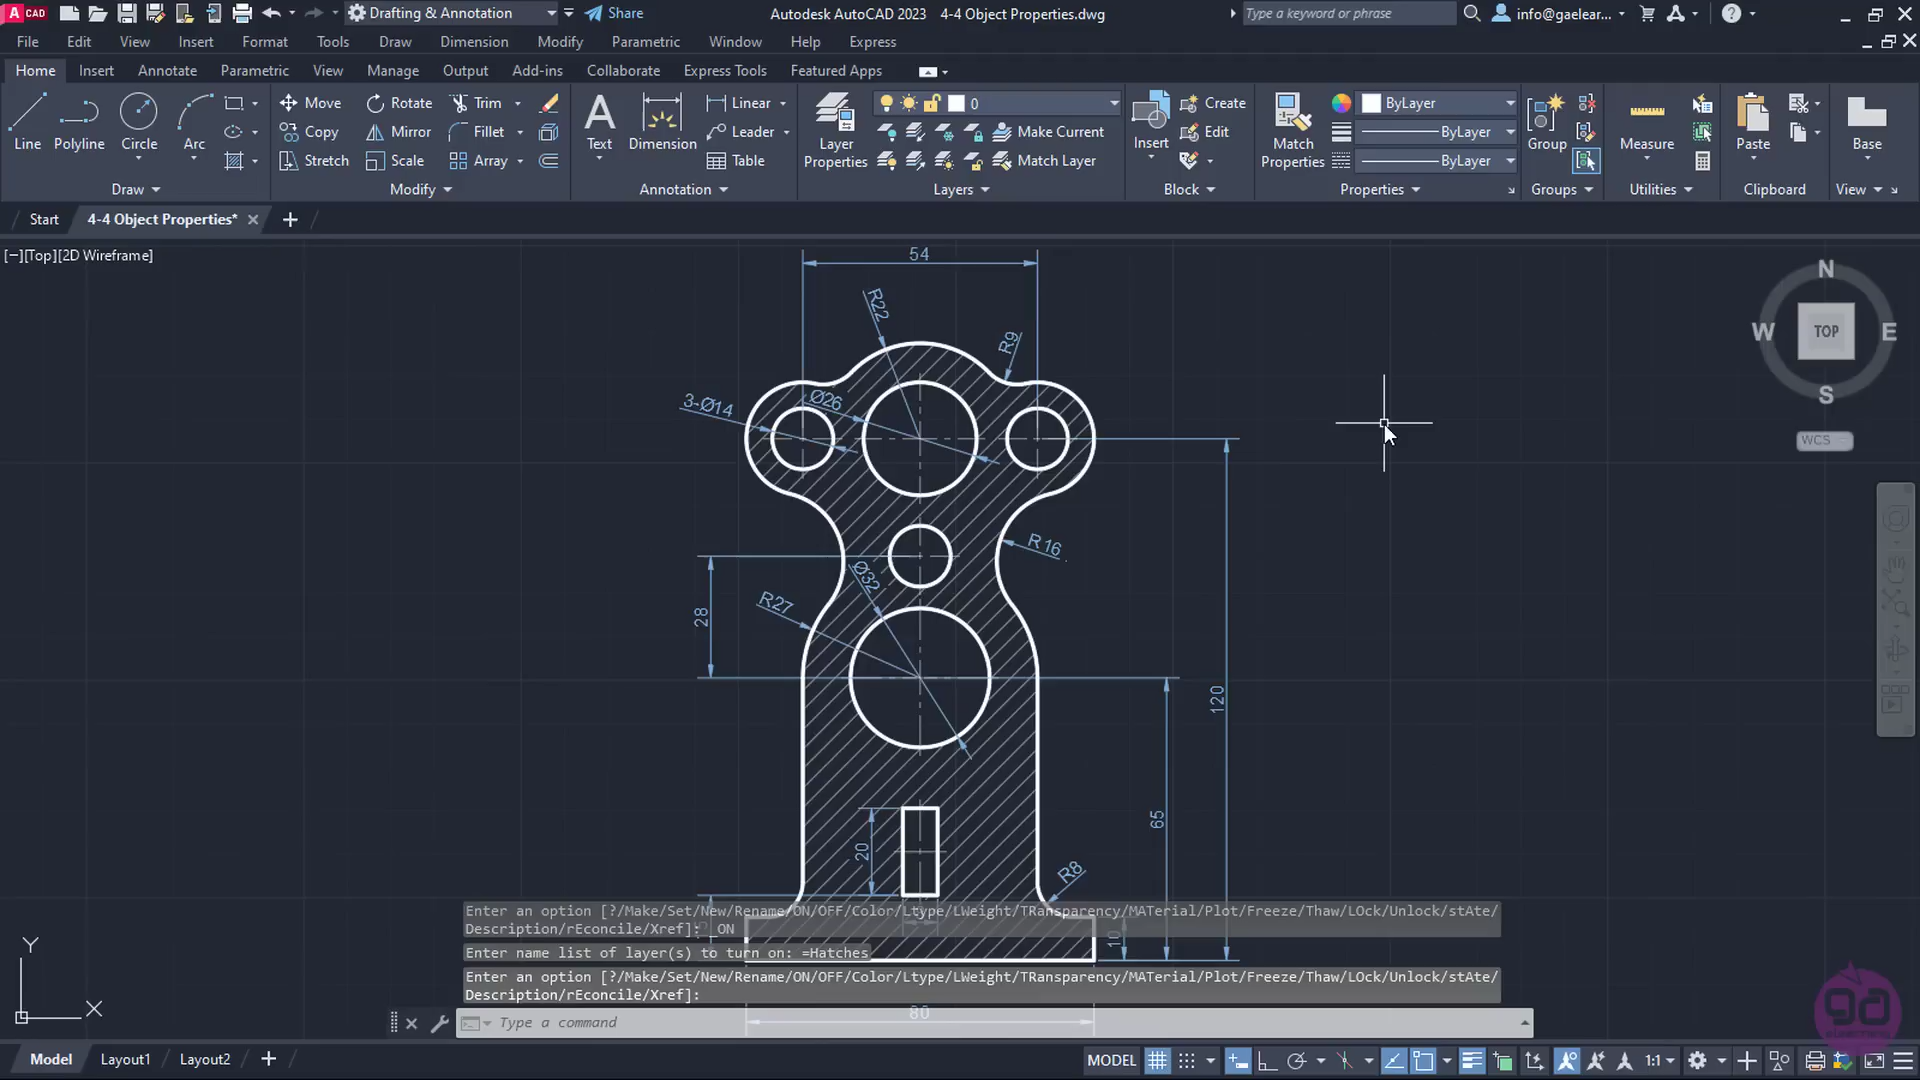 CAD
Drafting & Annotation
Share
Autodesk AutoCAD 2023 4-4 Object Properties.dwg
Type a keyword or phrase
info@gaelear...
File Edit View Insert Format Tools Draw Dimension Modify Parametric Window Help Express
Home Insert Annotate Parametric View Manage Output Add-ins Collaborate Express Tools Featured Apps
Line
Polyline
Circle
Arc
Draw
Move
Rotate
Trim
Copy
Mirror
Fillet
Stretch
Scale
Array
Modify
Text
Dimension
Linear
Leader
Table
Annotation
Layer
Properties
0
Make Current
Match Layer
Layers
Insert
Create
Edit
Block
Match
Properties
ByLayer
ByLayer
ByLayer
Properties
Group
Groups
Measure
Utilities
Paste
Clipboard
Base
View
Start
4-4 Object Properties*
[−][Top][2D Wireframe]
54
R22
R9
3-Ø14
Ø26
R16
Ø32
R27
28
120
65
20
R8
10
80
N
W
TOP
E
S
WCS
Y
X
Enter an option [?/Make/Set/New/Rename/ON/OFF/Color/Ltype/LWeight/TRansparency/MATerial/Plot/Freeze/Thaw/LOck/Unlock/stAte/
Description/rEconcile/Xref]: _ON
Enter name list of layer(s) to turn on: =Hatches
Enter an option [?/Make/Set/New/Rename/ON/OFF/Color/Ltype/LWeight/TRansparency/MATerial/Plot/Freeze/Thaw/LOck/Unlock/stAte/
Description/rEconcile/Xref]:
Type a command
Model Layout1 Layout2
MODEL
1:1
ga